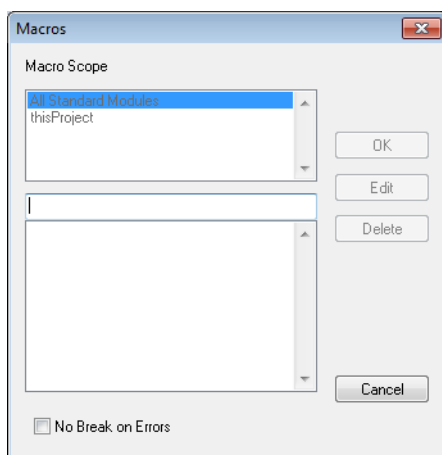 Macros
Macro Scope
All Standard Modules
thisProject
OK
Edit
Delete
Cancel
No Break on Errors